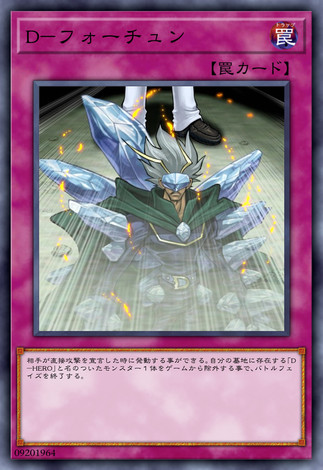 D－フォーチュン
トラップ
罠
【罠カード】
相手が直接攻撃を宣言した時に発動する事ができる。自分の墓地に存在する「D
－HERO」と名のついたモンスター１体をゲームから除外する事で、バトルフェ
イズを終了する。
09201964